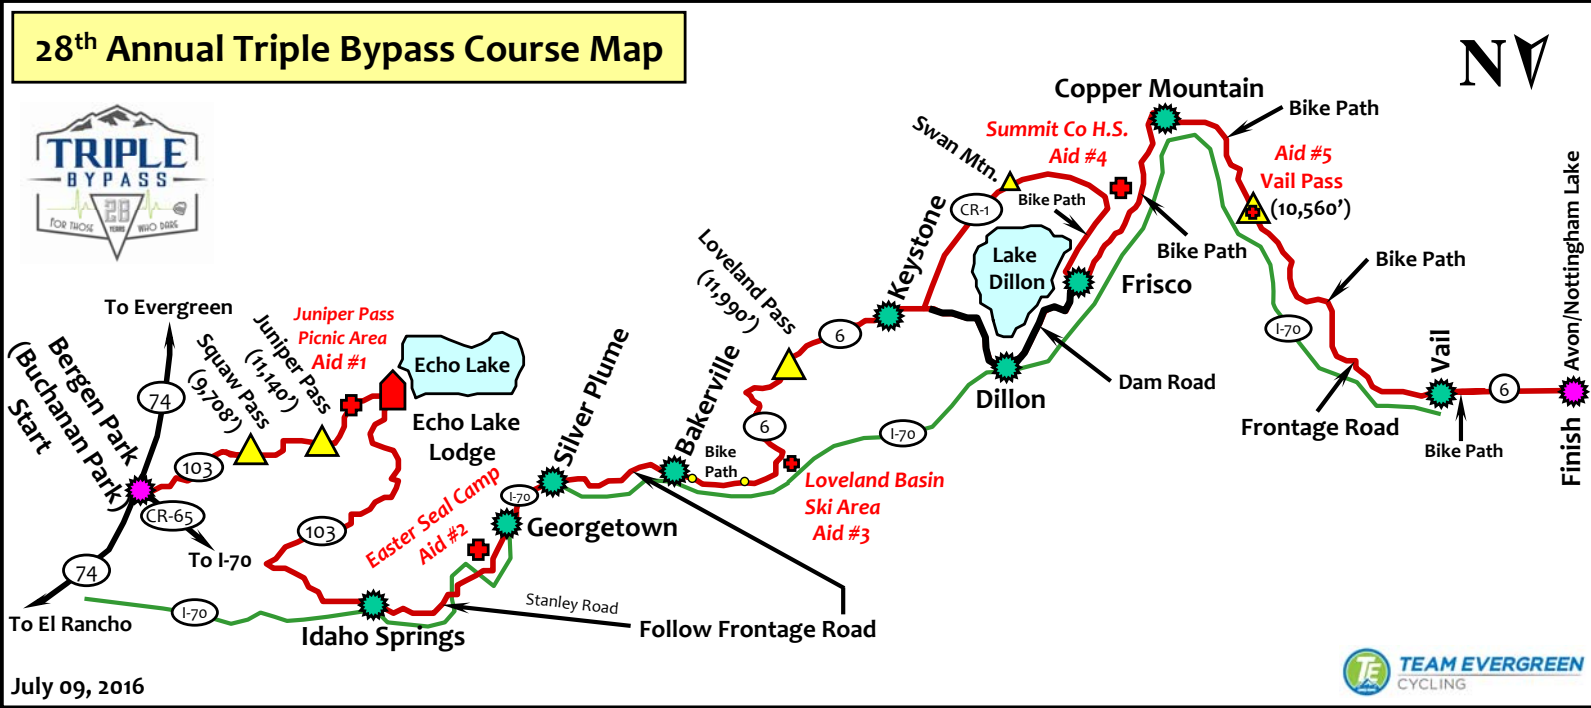 28th Annual Triple Bypass Course Map
N
TRIPLE
BYPASS
28
YEARS
FOR THOSE
WHO DARE
To Evergreen
74
Bergen Park
(Buchanan Park)
Start
103
CR-65
To I-70
74
To El Rancho
I-70
Squaw Pass
(9,708')
Juniper Pass
(11,140')
Juniper Pass
Picnic Area
Aid #1
Echo Lake
Echo Lake
Lodge
103
Idaho Springs
Easter Seal Camp
Aid #2
Stanley Road
Follow Frontage Road
Georgetown
I-70
Silver Plume
Bakerville
Bike
Path
6
Loveland Basin
Ski Area
Aid #3
Loveland Pass
(11,990')
6
I-70
Keystone
Swan Mtn.
CR-1
Lake
Dillon
Dillon
Dam Road
Bike Path
Frisco
Summit Co H.S.
Aid #4
Bike Path
Copper Mountain
Bike Path
Aid #5
Vail Pass
(10,560')
Bike Path
I-70
Frontage Road
Vail
Bike Path
6
Finish
Avon/Nottingham Lake
July 09, 2016
TE
TEAM EVERGREEN
CYCLING